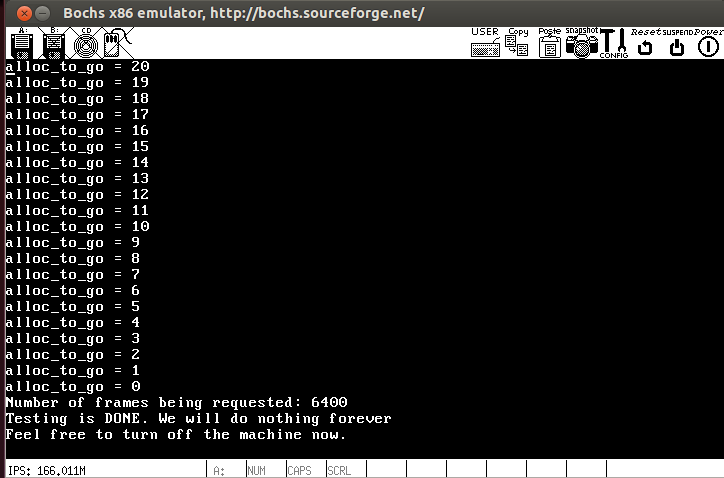 Bochs x86 emulator, http://bochs.sourceforge.net/
A: B: CD USER Copy Paste snapshot CONFIG Reset SUSPEND Power
alloc_to_go = 20
alloc_to_go = 19
alloc_to_go = 18
alloc_to_go = 17
alloc_to_go = 16
alloc_to_go = 15
alloc_to_go = 14
alloc_to_go = 13
alloc_to_go = 12
alloc_to_go = 11
alloc_to_go = 10
alloc_to_go = 9
alloc_to_go = 8
alloc_to_go = 7
alloc_to_go = 6
alloc_to_go = 5
alloc_to_go = 4
alloc_to_go = 3
alloc_to_go = 2
alloc_to_go = 1
alloc_to_go = 0
Number of frames being requested: 6400
Testing is DONE. We will do nothing forever
Feel free to turn off the machine now.
IPS: 166.011M A: NUM CAPS SCRL